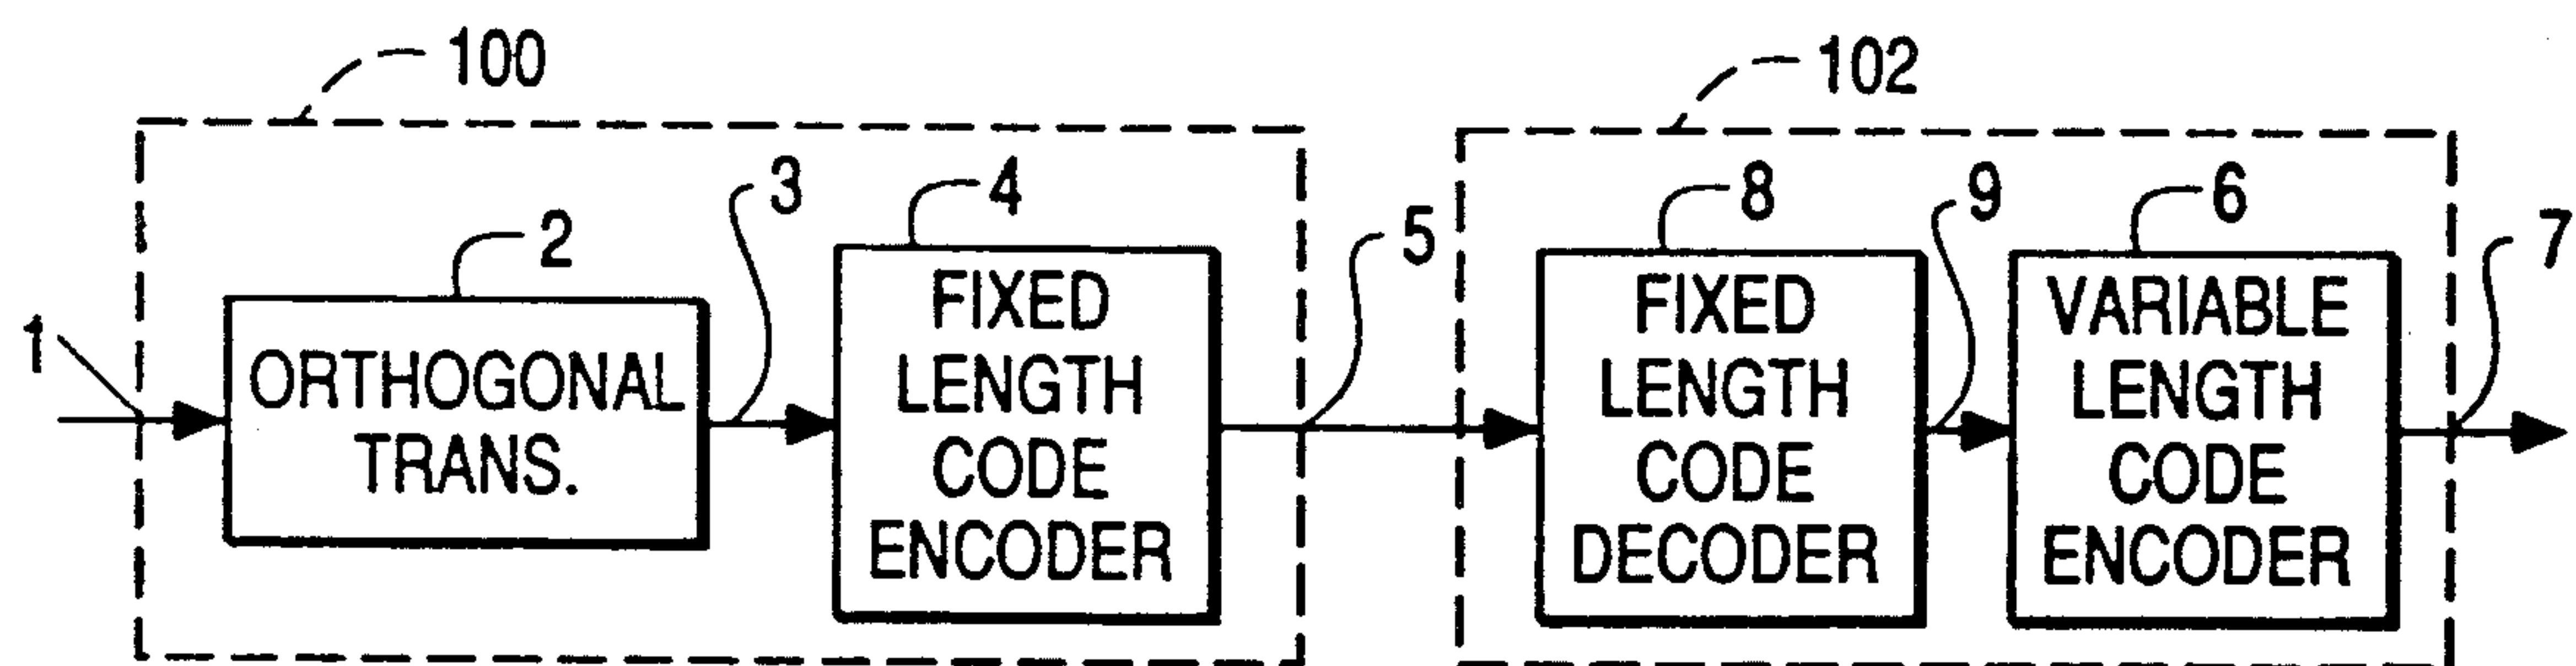 100
102
1
2
3
4
5
8
9
6
7
ORTHOGONAL
TRANS.
FIXED
LENGTH
CODE
ENCODER
FIXED
LENGTH
CODE
DECODER
VARIABLE
LENGTH
CODE
ENCODER